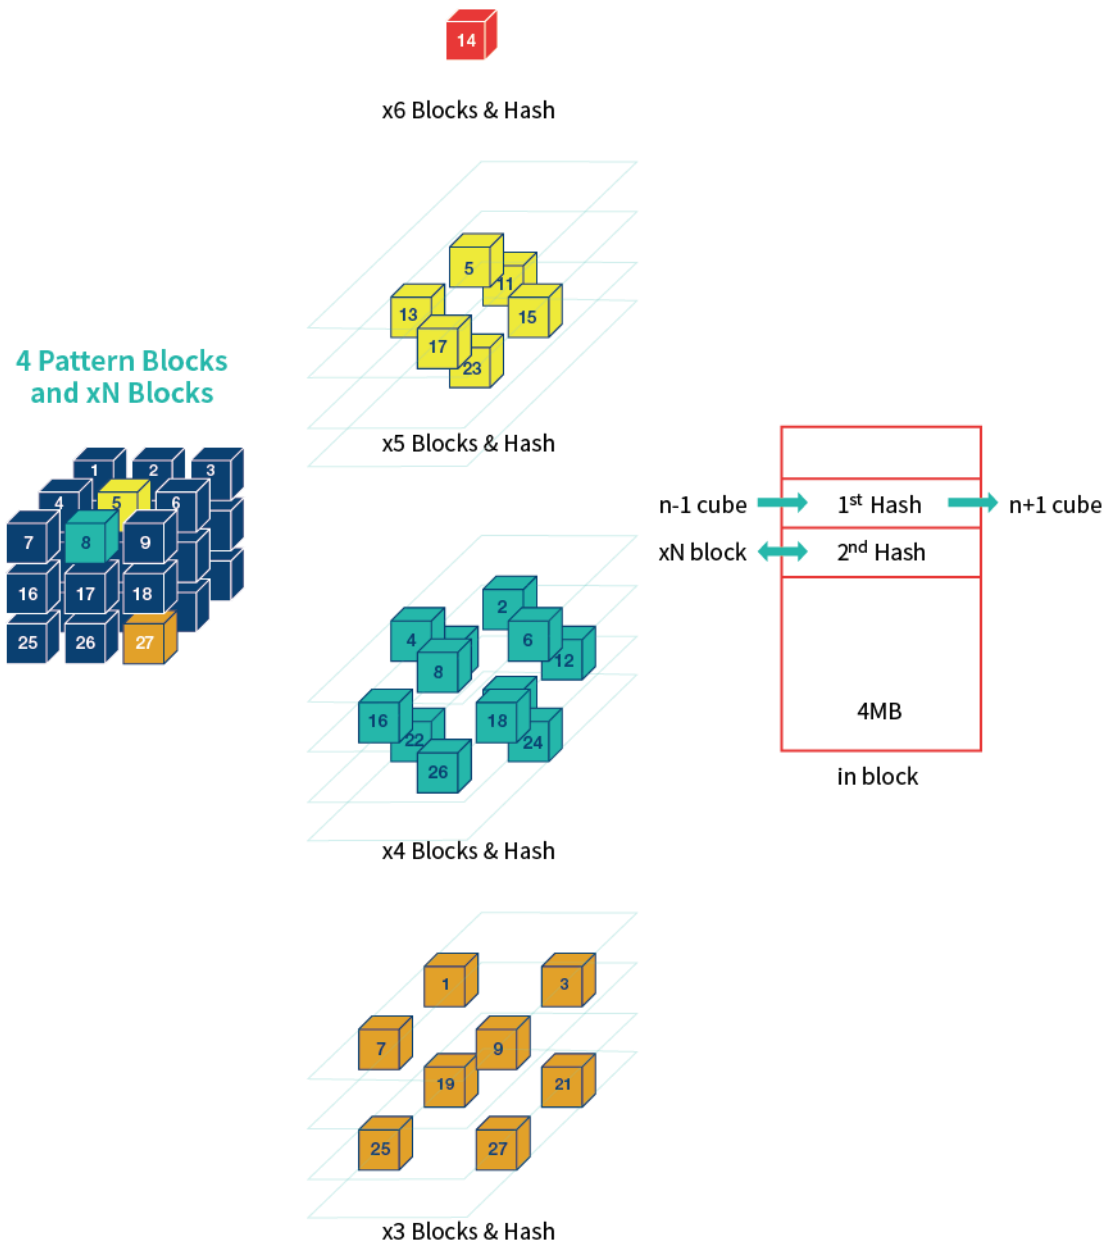 14
x6 Blocks & Hash
5
11
13
15
17
23
x5 Blocks & Hash
4 Pattern Blocks
and xN Blocks
1 2 3
4 5 6
7 8 9
16 17 18
25 26 27
2
4 6
8 12
16 18
22 24
26
x4 Blocks & Hash
n-1 cube 1st Hash n+1 cube
xN block 2nd Hash
4MB
in block
1 3
7 9
19 21
25 27
x3 Blocks & Hash